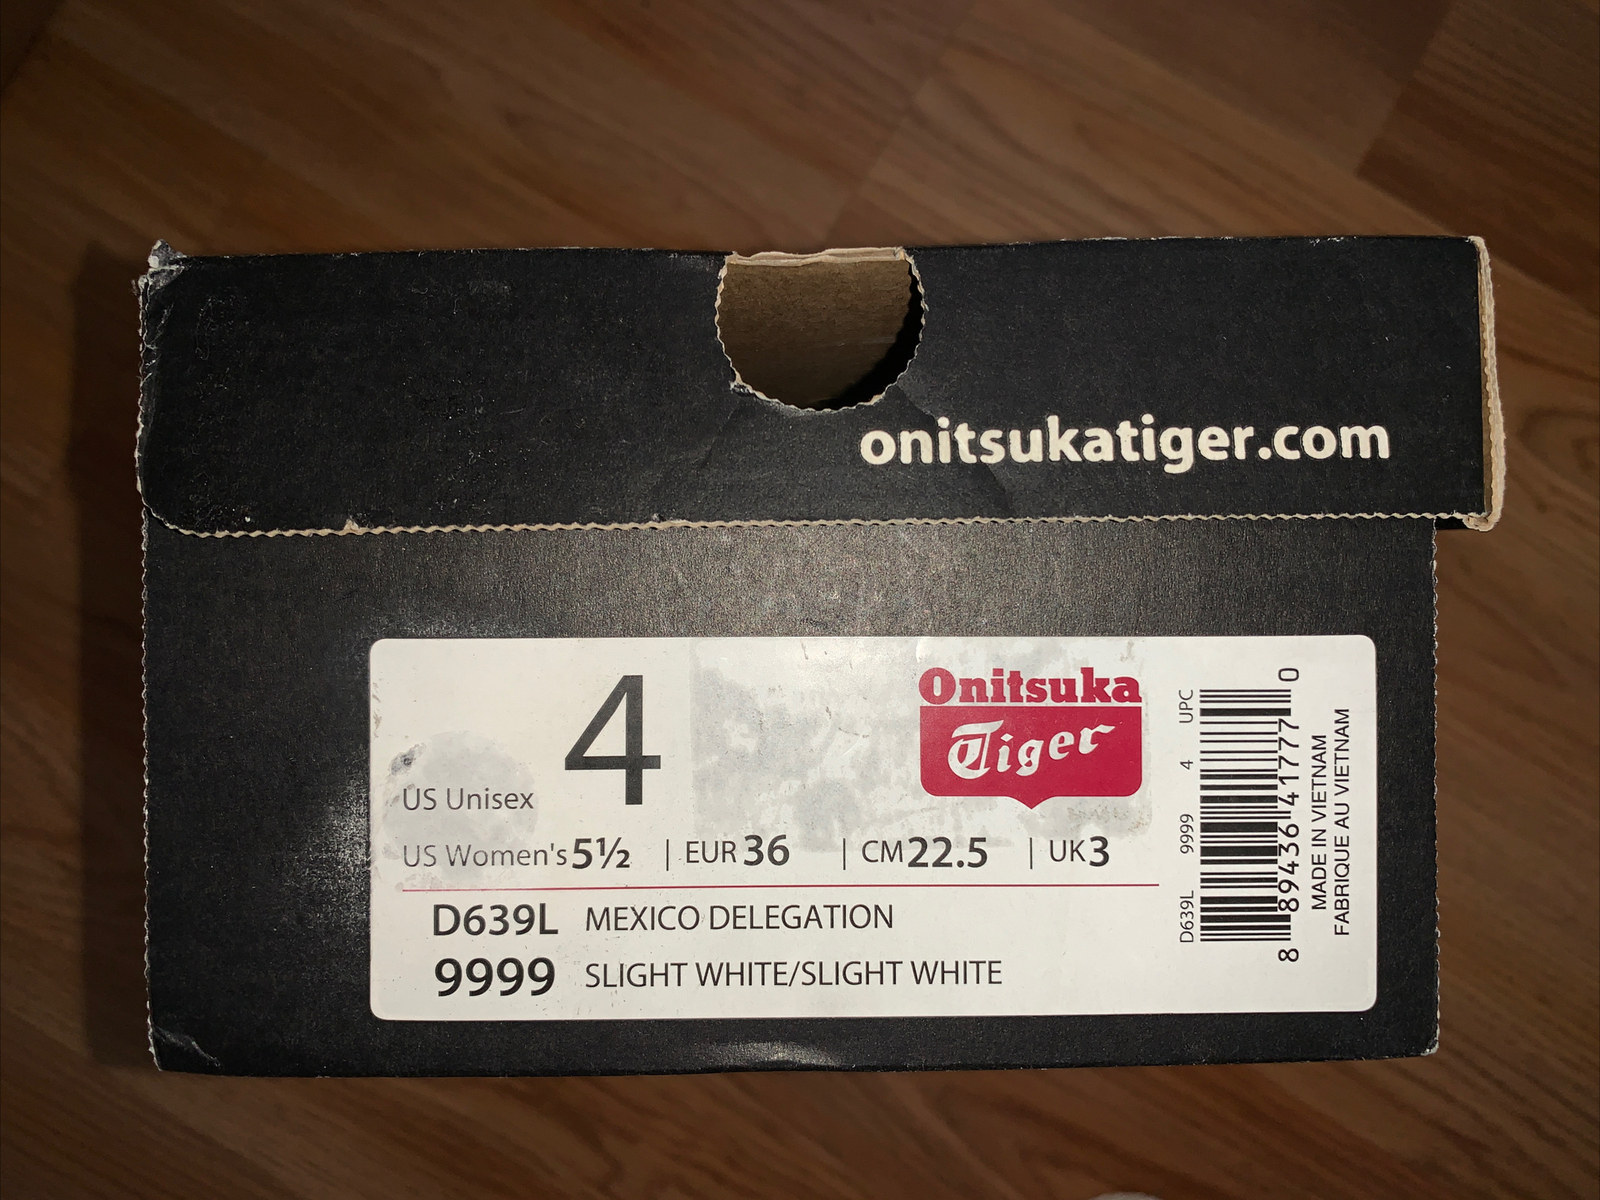 onitsukatiger.com
4
US Unisex
US Women's 5½ | EUR 36 | CM 22.5 | UK 3
D639L MEXICO DELEGATION
9999 SLIGHT WHITE/SLIGHT WHITE
Onitsuka
Tiger
D639L 9999 4 UPC
8 89436 41777 0
MADE IN VIETNAM
FABRIQUE AU VIETNAM